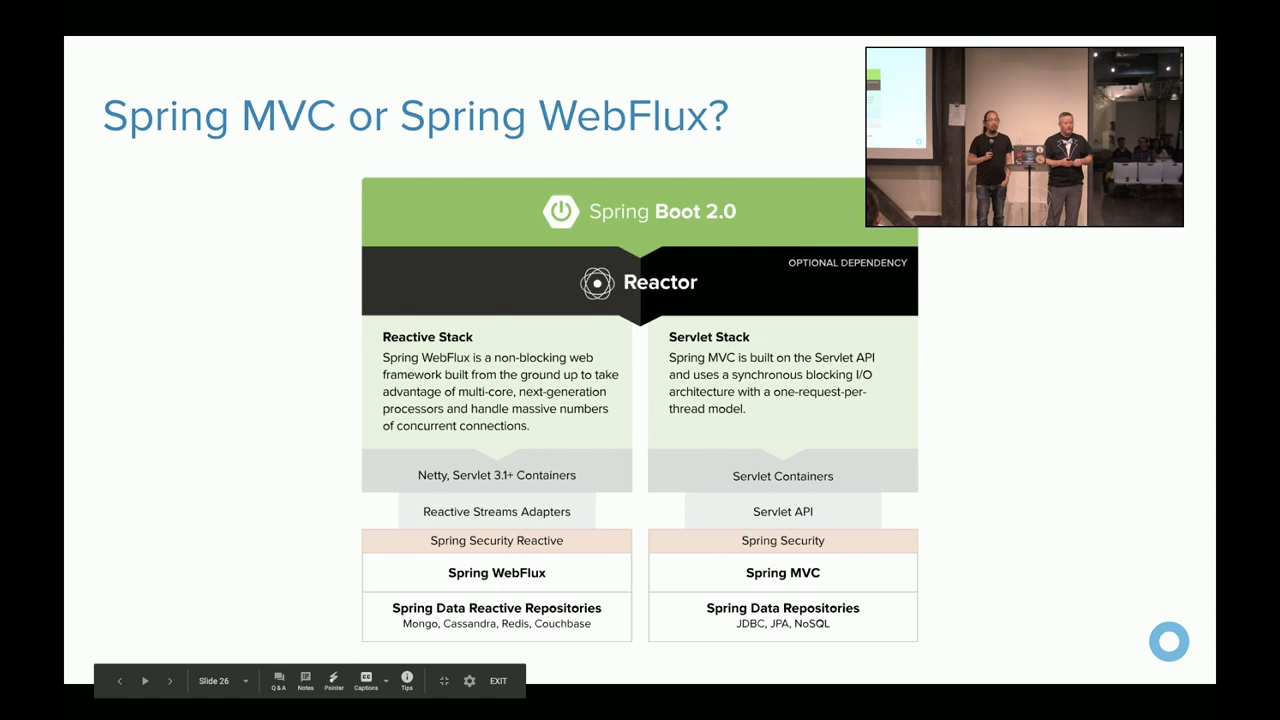 Spring MVC or Spring WebFlux?
Spring Boot 2.0
OPTIONAL DEPENDENCY
Reactor
Reactive Stack
Spring WebFlux is a non-blocking web
framework built from the ground up to take
advantage of multi-core, next-generation
processors and handle massive numbers
of concurrent connections.
Netty, Servlet 3.1+ Containers
Reactive Streams Adapters
Spring Security Reactive
Spring WebFlux
Spring Data Reactive Repositories
Mongo, Cassandra, Redis, Couchbase
Servlet Stack
Spring MVC is built on the Servlet API
and uses a synchronous blocking I/O
architecture with a one-request-per-
thread model.
Servlet Containers
Servlet API
Spring Security
Spring MVC
Spring Data Repositories
JDBC, JPA, NoSQL
Slide 26
Q & A
Notes
Pointer
Captions
Tips
EXIT